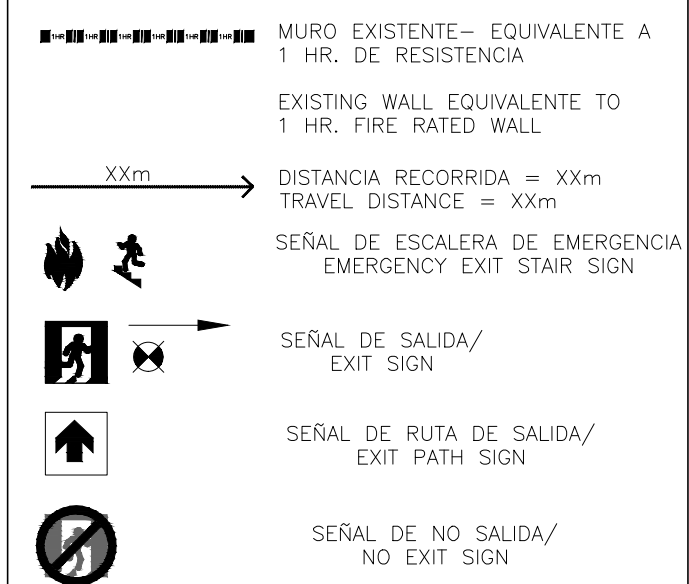 1HR 1HR 1HR 1HR 1HR 1HR
MURO EXISTENTE– EQUIVALENTE A
1 HR. DE RESISTENCIA
EXISTING WALL EQUIVALENTE TO
1 HR. FIRE RATED WALL
XXm
DISTANCIA RECORRIDA = XXm
TRAVEL DISTANCE = XXm
SEÑAL DE ESCALERA DE EMERGENCIA
EMERGENCY EXIT STAIR SIGN
SEÑAL DE SALIDA/
EXIT SIGN
SEÑAL DE RUTA DE SALIDA/
EXIT PATH SIGN
SEÑAL DE NO SALIDA/
NO EXIT SIGN